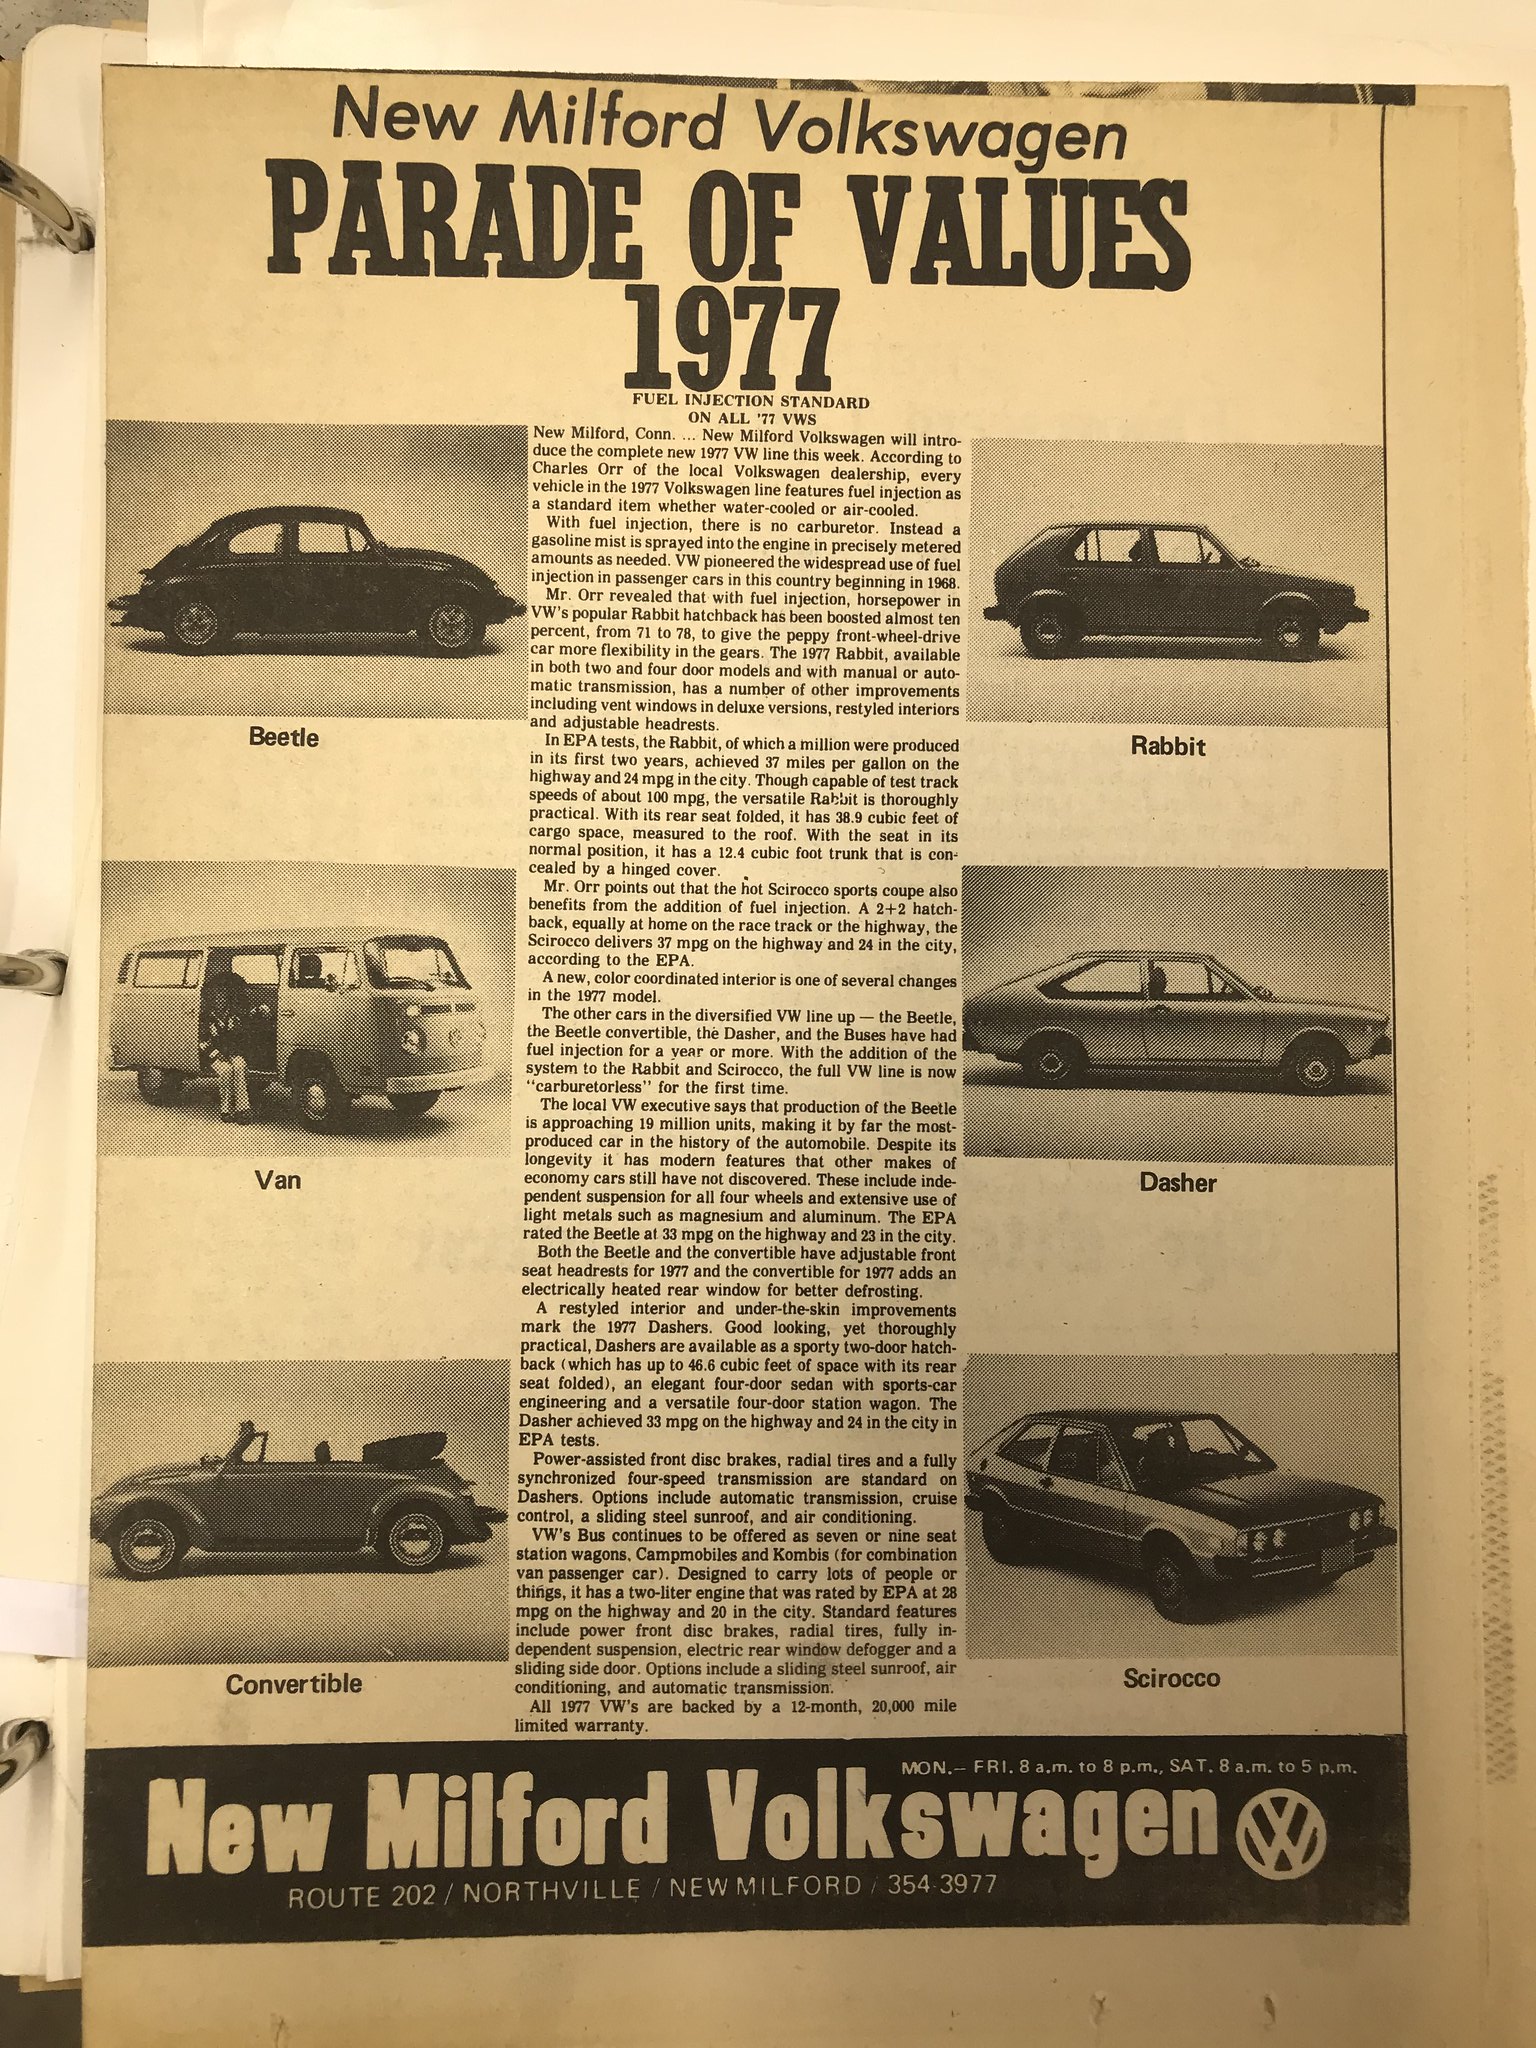 New Milford Volkswagen
PARADE OF VALUES
1977
FUEL INJECTION STANDARD
ON ALL '77 VWS
New Milford, Conn. ... New Milford Volkswagen will intro-
duce the complete new 1977 VW line this week. According to
Charles Orr of the local Volkswagen dealership, every
vehicle in the 1977 Volkswagen line features fuel injection as
a standard item whether water-cooled or air-cooled.
With fuel injection, there is no carburetor. Instead a
gasoline mist is sprayed into the engine in precisely metered
amounts as needed. VW pioneered the widespread use of fuel
injection in passenger cars in this country beginning in 1968.
Mr. Orr revealed that with fuel injection, horsepower in
VW's popular Rabbit hatchback has been boosted almost ten
percent, from 71 to 78, to give the peppy front-wheel-drive
car more flexibility in the gears. The 1977 Rabbit, available
in both two and four door models and with manual or auto-
matic transmission, has a number of other improvements
including vent windows in deluxe versions, restyled interiors
and adjustable headrests.
In EPA tests, the Rabbit, of which a million were produced
in its first two years, achieved 37 miles per gallon on the
highway and 24 mpg in the city. Though capable of test track
speeds of about 100 mpg, the versatile Rabbit is thoroughly
practical. With its rear seat folded, it has 38.9 cubic feet of
cargo space, measured to the roof. With the seat in its
normal position, it has a 12.4 cubic foot trunk that is con-
cealed by a hinged cover.
Mr. Orr points out that the hot Scirocco sports coupe also
benefits from the addition of fuel injection. A 2+2 hatch-
back, equally at home on the race track or the highway, the
Scirocco delivers 37 mpg on the highway and 24 in the city,
according to the EPA.
A new, color coordinated interior is one of several changes
in the 1977 model.
The other cars in the diversified VW line up — the Beetle,
the Beetle convertible, the Dasher, and the Buses have had
fuel injection for a year or more. With the addition of the
system to the Rabbit and Scirocco, the full VW line is now
"carburetorless" for the first time.
The local VW executive says that production of the Beetle
is approaching 19 million units, making it by far the most-
produced car in the history of the automobile. Despite its
longevity it has modern features that other makes of
economy cars still have not discovered. These include inde-
pendent suspension for all four wheels and extensive use of
light metals such as magnesium and aluminum. The EPA
rated the Beetle at 33 mpg on the highway and 23 in the city.
Both the Beetle and the convertible have adjustable front
seat headrests for 1977 and the convertible for 1977 adds an
electrically heated rear window for better defrosting.
A restyled interior and under-the-skin improvements
mark the 1977 Dashers. Good looking, yet thoroughly
practical, Dashers are available as a sporty two-door hatch-
back (which has up to 46.6 cubic feet of space with its rear
seat folded), an elegant four-door sedan with sports-car
engineering and a versatile four-door station wagon. The
Dasher achieved 33 mpg on the highway and 24 in the city in
EPA tests.
Power-assisted front disc brakes, radial tires and a fully
synchronized four-speed transmission are standard on
Dashers. Options include automatic transmission, cruise
control, a sliding steel sunroof, and air conditioning.
VW's Bus continues to be offered as seven or nine seat
station wagons, Campmobiles and Kombis (for combination
van passenger car). Designed to carry lots of people or
things, it has a two-liter engine that was rated by EPA at 28
mpg on the highway and 20 in the city. Standard features
include power front disc brakes, radial tires, fully in-
dependent suspension, electric rear window defogger and a
sliding side door. Options include a sliding steel sunroof, air
conditioning, and automatic transmission.
All 1977 VW's are backed by a 12-month, 20,000 mile
limited warranty.
Beetle
Van
Convertible
Rabbit
Dasher
Scirocco
MON.– FRI. 8 a.m. to 8 p.m., SAT. 8 a.m. to 5 p.m.
New Milford Volkswagen
ROUTE 202 / NORTHVILLE / NEW MILFORD / 354-3977